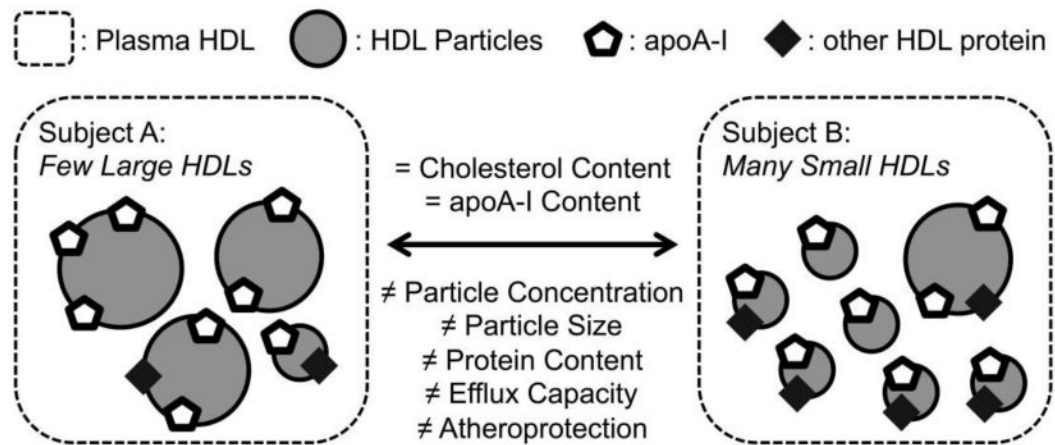 : Plasma HDL : HDL Particles : apoA-I : other HDL protein
Subject A:
Few Large HDLs
= Cholesterol Content
= apoA-I Content
≠ Particle Concentration
≠ Particle Size
≠ Protein Content
≠ Efflux Capacity
≠ Atheroprotection
Subject B:
Many Small HDLs